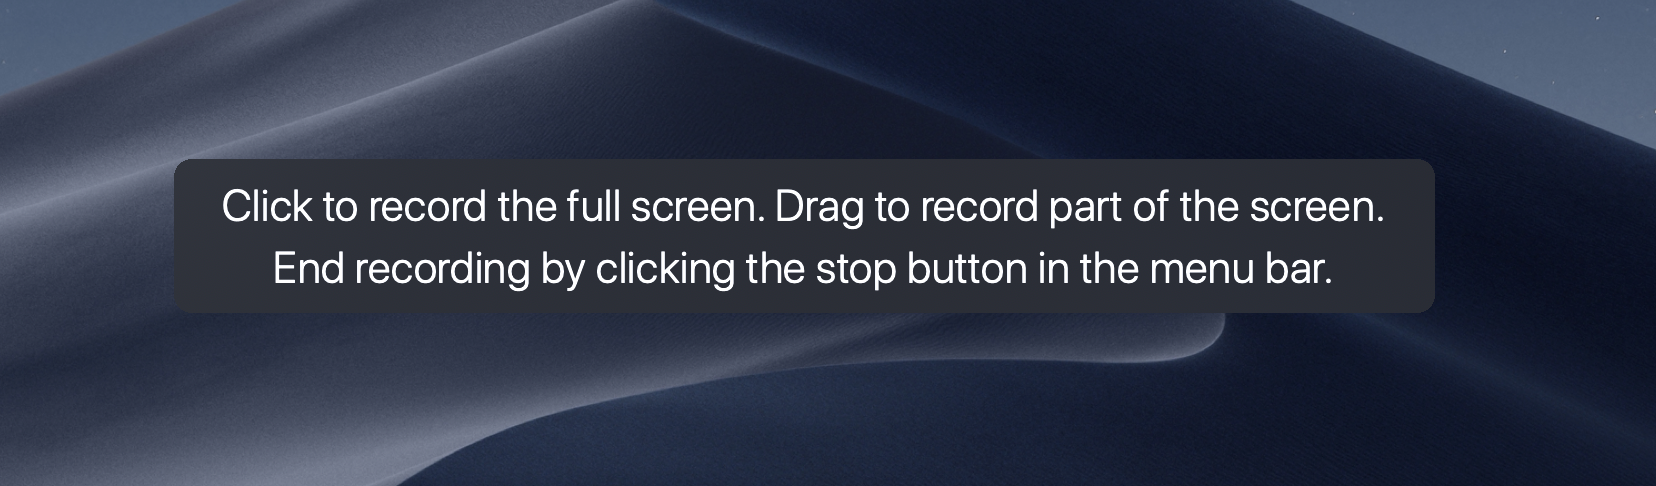 Click to record the full screen. Drag to record part of the screen.
End recording by clicking the stop button in the menu bar.